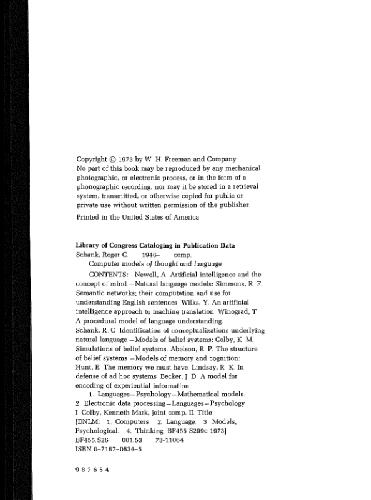 Copyright © 1973 by W. H. Freeman and Company
No part of this book may be reproduced by any mechanical
photographic, or electronic process, or in the form of a
phonographic recording, nor may it be stored in a retrieval
system, transmitted, or otherwise copied for public or
private use without written permission of the publisher
Printed in the United States of America
Library of Congress Cataloging in Publication Data
Schank, Roger C. 1946– comp.
Computer models of thought and language
CONTENTS: Newell, A Artificial intelligence and the
concept of mind.—Natural language models: Simmons, R. F.
Semantic networks; their computation and use for
understanding English sentences Wilks, Y. An artificial
intelligence approach to machine translation Winograd, T
A procedural model of language understanding
Schank, R. C Identification of conceptualizations underlying
natural language—Models of belief systems: Colby, K. M.
Simulations of belief systems Abelson, R. P. The structure
of belief systems—Models of memory and cognition:
Hunt, E The memory we must have Lindsay, R. K. In
defense of ad hoc systems Becker, J D. A model for
encoding of experiential information
1. Languages—Psychology—Mathematical models.
2 Electronic data processing—Languages—Psychology
I Colby, Kenneth Mark, joint comp. II Title
[DNLM: 1. Computers 2. Language 3 Models,
Psychological. 4. Thinking BF455 S299c 1973]
BF455.S26 001.53 73-11064
ISBN 0-7167-0834-5
9 8 7 6 5 4